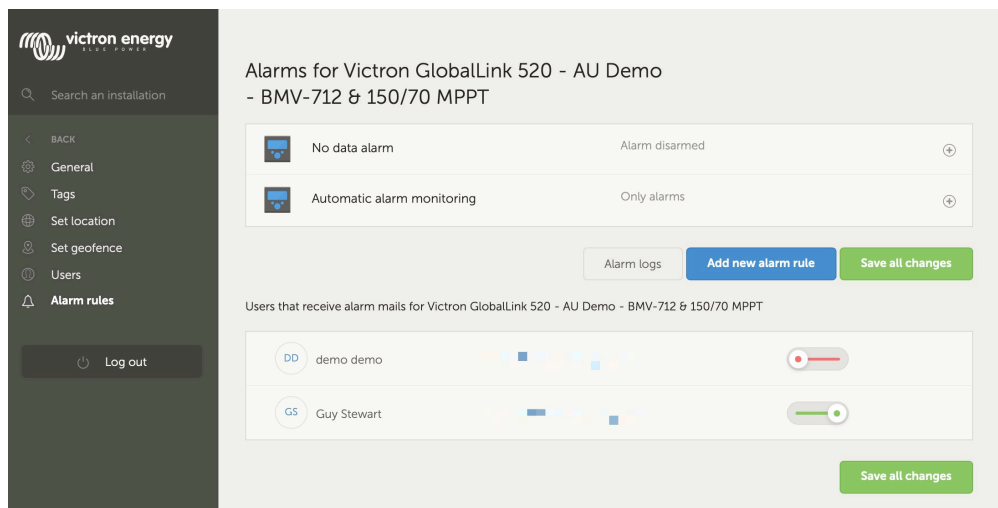 victron energy
BLUE POWER
Search an installation
BACK
General
Tags
Set location
Set geofence
Users
Alarm rules
Log out
Alarms for Victron GlobalLink 520 - AU Demo
- BMV-712 & 150/70 MPPT
No data alarm Alarm disarmed
Automatic alarm monitoring Only alarms
Alarm logs Add new alarm rule Save all changes
Users that receive alarm mails for Victron GlobalLink 520 - AU Demo - BMV-712 & 150/70 MPPT
DD demo demo
GS Guy Stewart
Save all changes